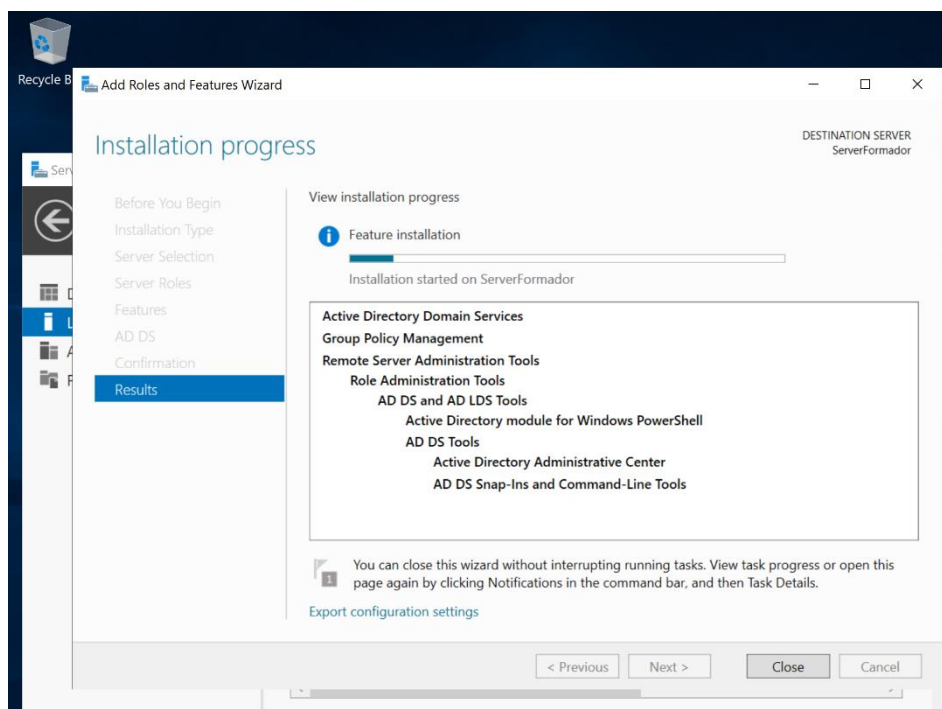 Recycle B
Add Roles and Features Wizard
Installation progress
DESTINATION SERVER
ServerFormador
Serv
Before You Begin
Installation Type
Server Selection
Server Roles
Features
AD DS
Confirmation
Results
View installation progress
Feature installation
Installation started on ServerFormador
Active Directory Domain Services
Group Policy Management
Remote Server Administration Tools
Role Administration Tools
AD DS and AD LDS Tools
Active Directory module for Windows PowerShell
AD DS Tools
Active Directory Administrative Center
AD DS Snap-Ins and Command-Line Tools
1
You can close this wizard without interrupting running tasks. View task progress or open this
page again by clicking Notifications in the command bar, and then Task Details.
Export configuration settings
< Previous
Next >
Close
Cancel